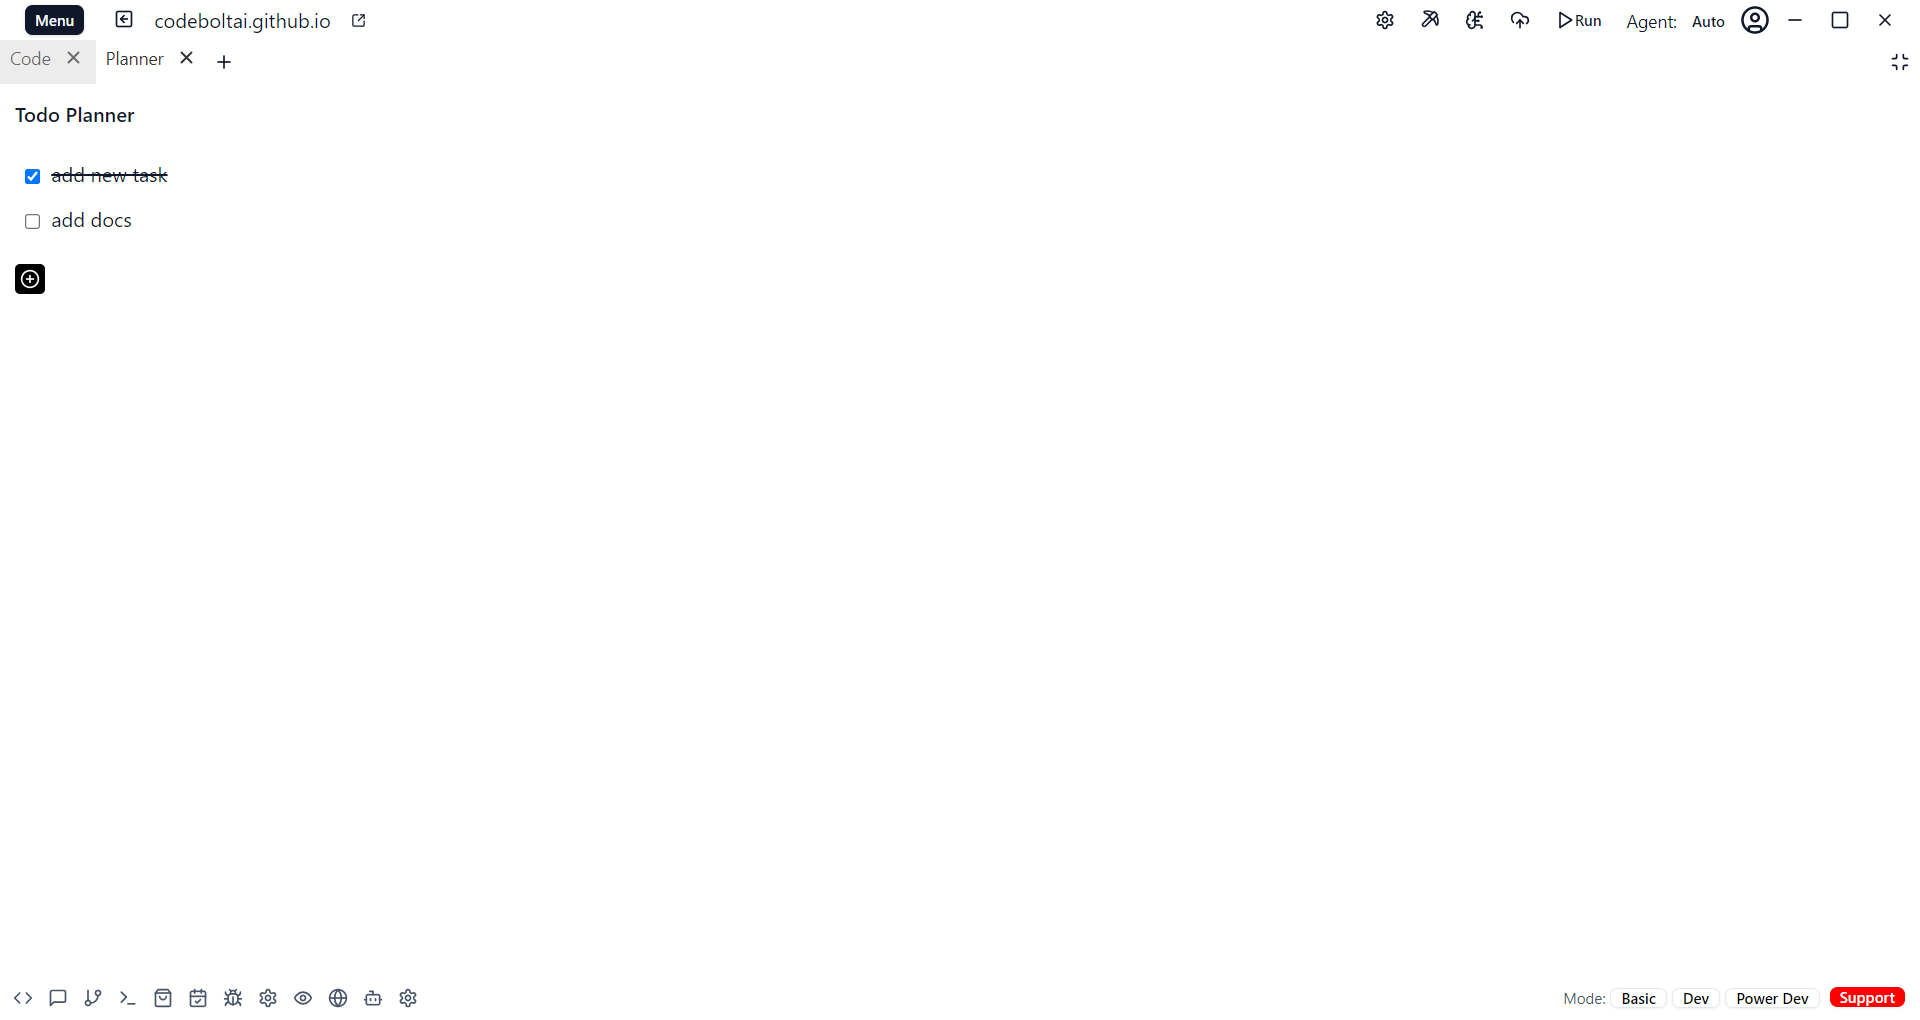 Menu codeboltai.github.io Run Agent: Auto
Code Planner
Todo Planner
add new task
add docs
Mode: Basic Dev Power Dev Support